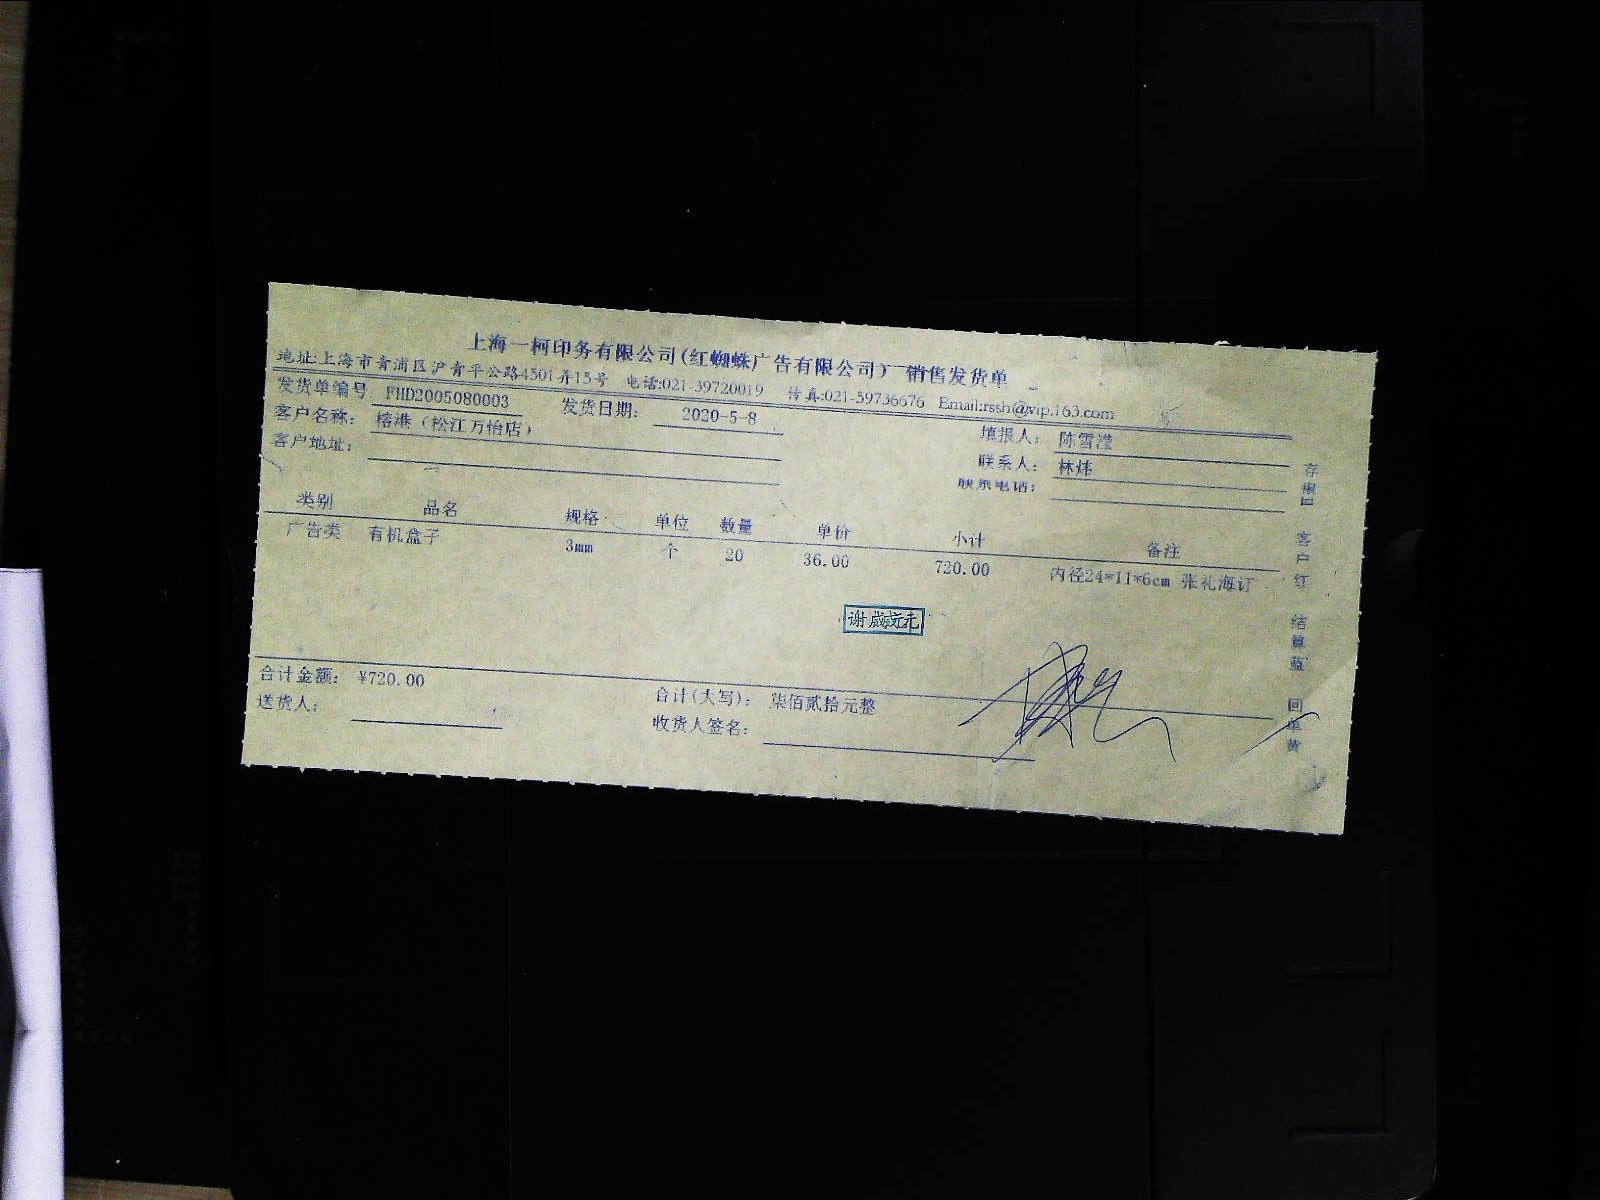 上海一柯印务有限公司(红蜘蛛广告有限公司) 销售发货单
地址:上海市青浦区沪青平公路4501弄15号 电话:021-39720019 传真:021-59736676 Email:rssh@vip.163.com
发货单编号 FHD2005080003 发货日期: 2020-5-8 填报人: 陈雪滢
客户名称: 榕港（松江万怡店） 联系人: 林炜
客户地址: 联系电话:
类别 品名 规格 单位 数量 单价 小计 备注
广告类 有机盒子 3mm 个 20 36.00 720.00 内径24*11*6cm 张礼海订
合计金额: ¥720.00 合计(大写): 柒佰贰拾元整
送货人: 收货人签名:
客户红
结算蓝
回单黄